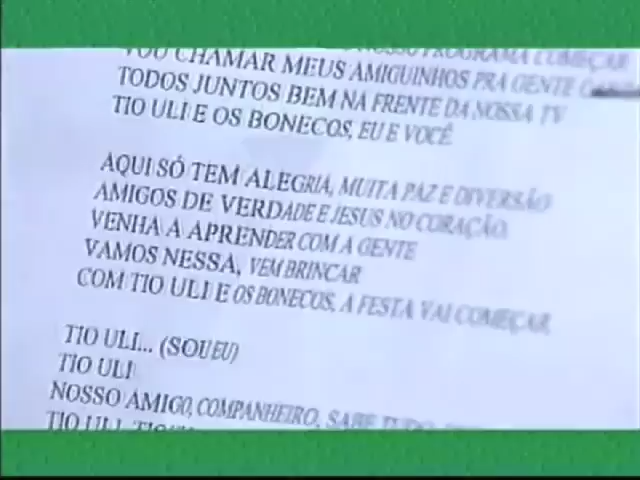 VOU CHAMAR MEUS AMIGUINHOS PRA GENTE
TODOS JUNTOS BEM NA FRENTE DA NOSSA TV
TIO ULI E OS BONECOS, EU E VOCÊ
AQUI SÓ TEM ALEGRIA, MUITA PAZ E DIVERSÃO
AMIGOS DE VERDADE E JESUS NO CORAÇÃO.
VENHA A APRENDER COM A GENTE
VAMOS NESSA, VEM BRINCAR
COM TIO ULI E OS BONECOS, A FESTA VAI COMEÇAR.
TIO ULI... (SOU EU)
TIO ULI
NOSSO AMIGO, COMPANHEIRO, SABE TUDO
TIO ULI